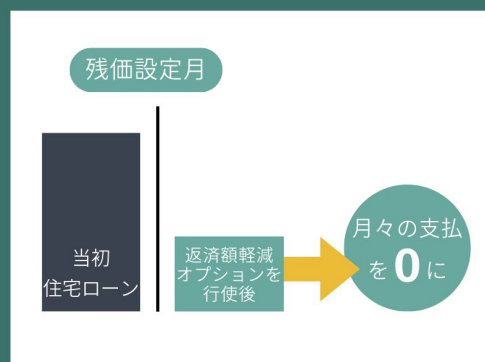 残価設定月
当初
住宅ローン
返済額軽減
オプションを
行使後
月々の支払
を0に